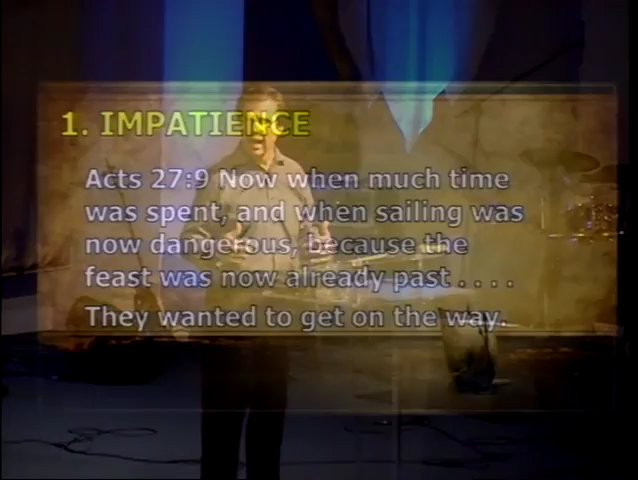 1. IMPATIENCE
Acts 27:9 Now when much time
was spent, and when sailing was
now dangerous, because the
feast was now already past . . . .
They wanted to get on the way.